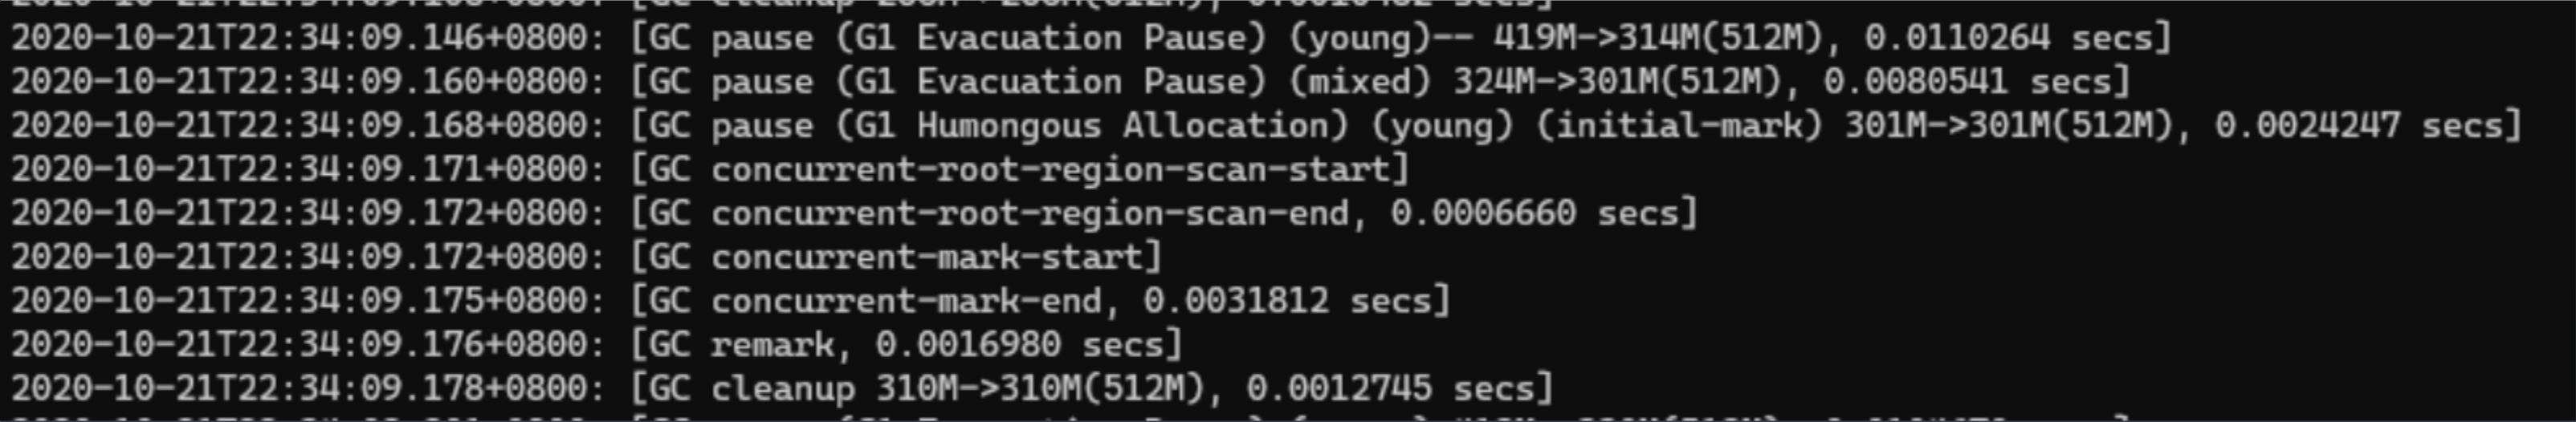 2020-10-21T22:34:09.146+0800: [GC pause (G1 Evacuation Pause) (young)-- 419M->314M(512M), 0.0110264 secs]
2020-10-21T22:34:09.160+0800: [GC pause (G1 Evacuation Pause) (mixed) 324M->301M(512M), 0.0080541 secs]
2020-10-21T22:34:09.168+0800: [GC pause (G1 Humongous Allocation) (young) (initial-mark) 301M->301M(512M), 0.0024247 secs]
2020-10-21T22:34:09.171+0800: [GC concurrent-root-region-scan-start]
2020-10-21T22:34:09.172+0800: [GC concurrent-root-region-scan-end, 0.0006660 secs]
2020-10-21T22:34:09.172+0800: [GC concurrent-mark-start]
2020-10-21T22:34:09.175+0800: [GC concurrent-mark-end, 0.0031812 secs]
2020-10-21T22:34:09.176+0800: [GC remark, 0.0016980 secs]
2020-10-21T22:34:09.178+0800: [GC cleanup 310M->310M(512M), 0.0012745 secs]